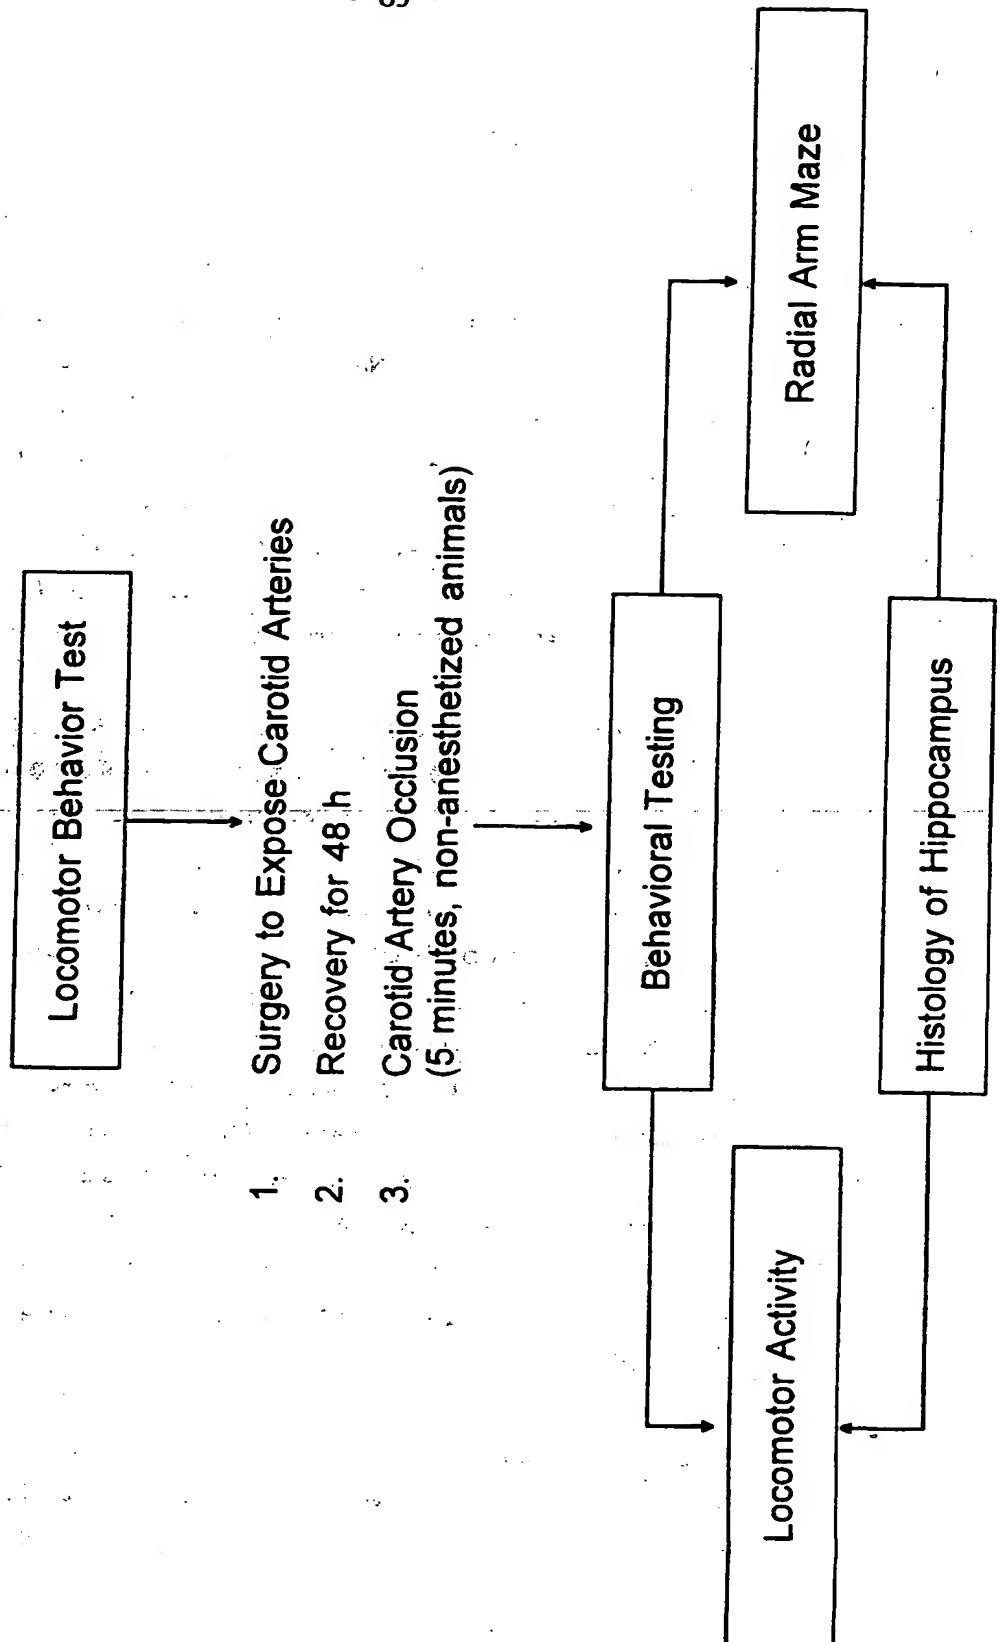 Locomotor Behavior Test
1. Surgery to Expose Carotid Arteries
2. Recovery for 48 h
3. Carotid Artery Occlusion
(5 minutes, non-anesthetized animals)
Behavioral Testing
Locomotor Activity
Radial Arm Maze
Histology of Hippocampus